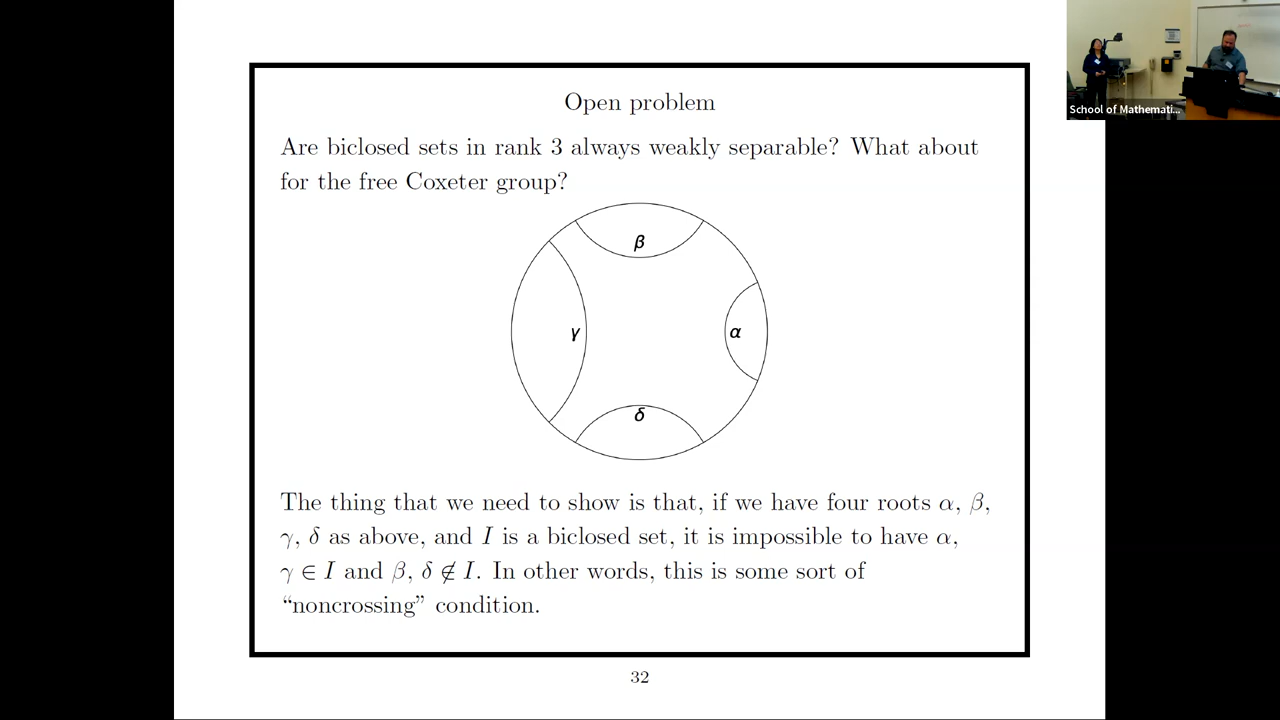 Open problem
Are biclosed sets in rank 3 always weakly separable? What about
for the free Coxeter group?
β
γ
α
δ
The thing that we need to show is that, if we have four roots α, β,
γ, δ as above, and I is a biclosed set, it is impossible to have α,
γ ∈ I and β, δ ∉ I. In other words, this is some sort of
“noncrossing” condition.
32
School of Mathemati...